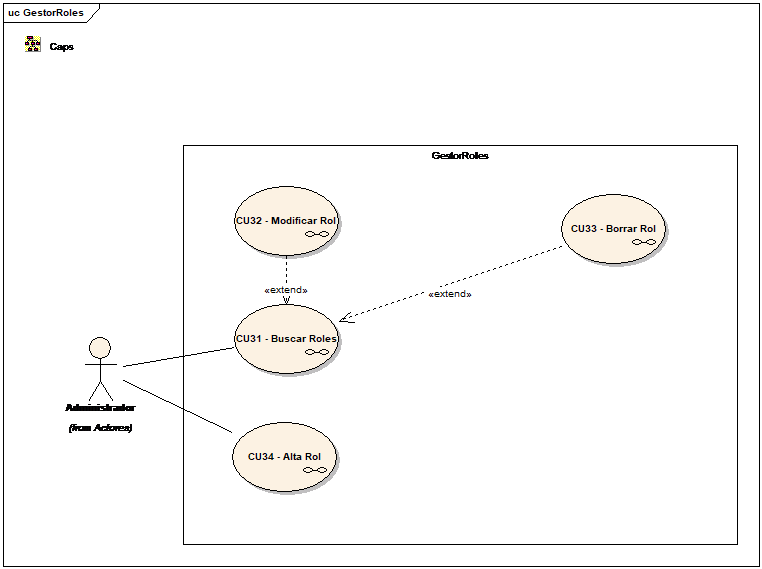 uc GestorRoles
Caps
GestorRoles
CU32 - Modificar Rol
CU33 - Borrar Rol
«extend»
«extend»
CU31 - Buscar Roles
Administrador
(from Actores)
CU34 - Alta Rol